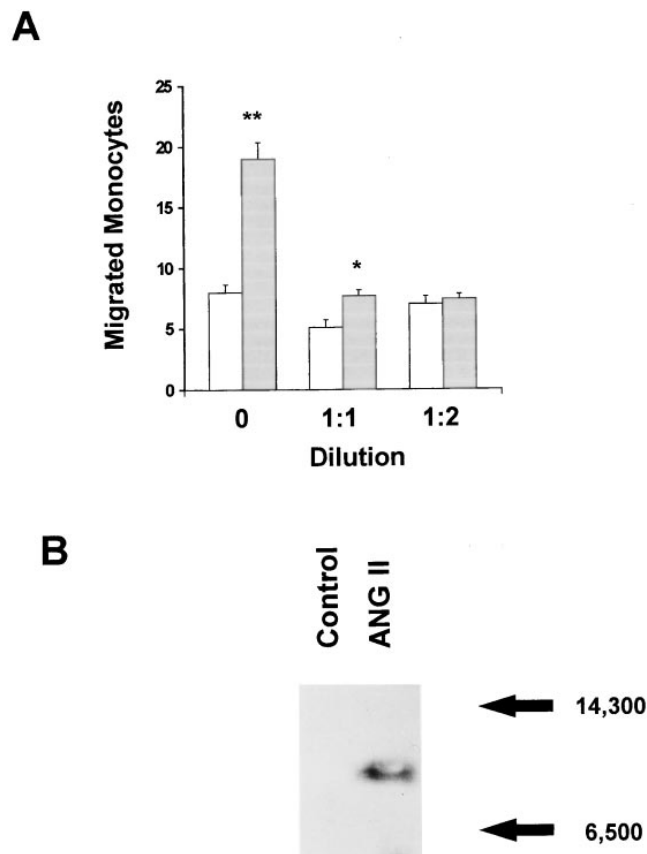 A
Migrated Monocytes
25
20
15
10
5
0
**
*
0 1:1 1:2
Dilution
B
Control ANG II
14,300
6,500